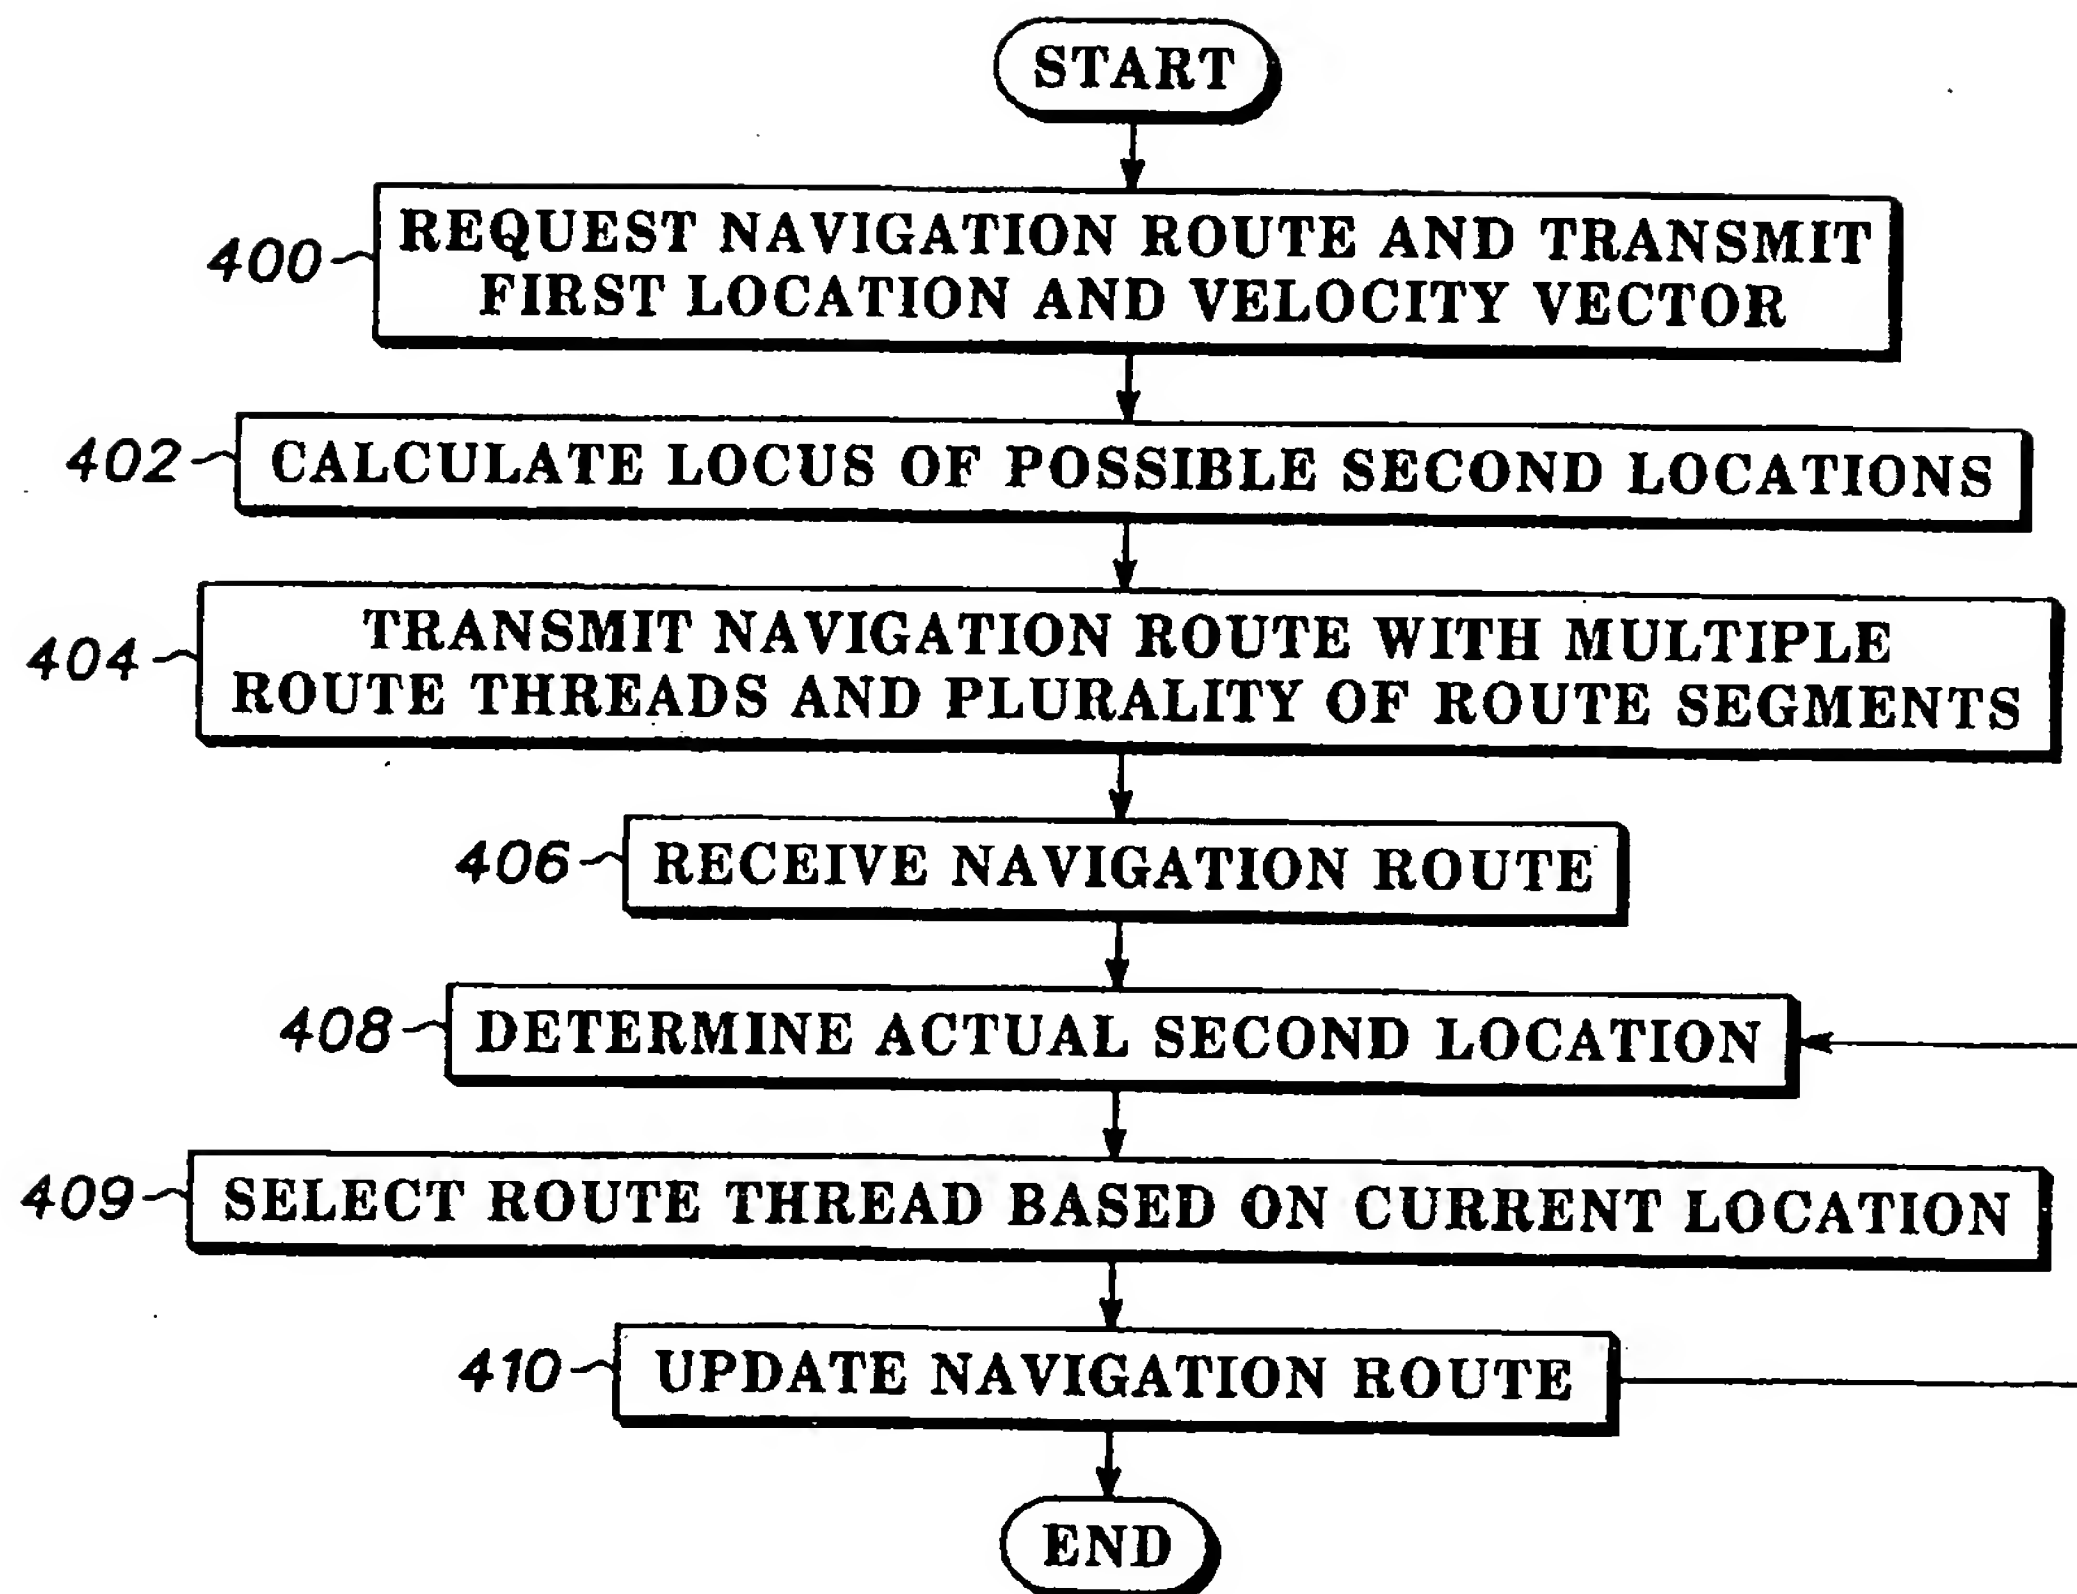 START
400
REQUEST NAVIGATION ROUTE AND TRANSMIT
FIRST LOCATION AND VELOCITY VECTOR
402
CALCULATE LOCUS OF POSSIBLE SECOND LOCATIONS
404
TRANSMIT NAVIGATION ROUTE WITH MULTIPLE
ROUTE THREADS AND PLURALITY OF ROUTE SEGMENTS
406
RECEIVE NAVIGATION ROUTE
408
DETERMINE ACTUAL SECOND LOCATION
409
SELECT ROUTE THREAD BASED ON CURRENT LOCATION
410
UPDATE NAVIGATION ROUTE
END